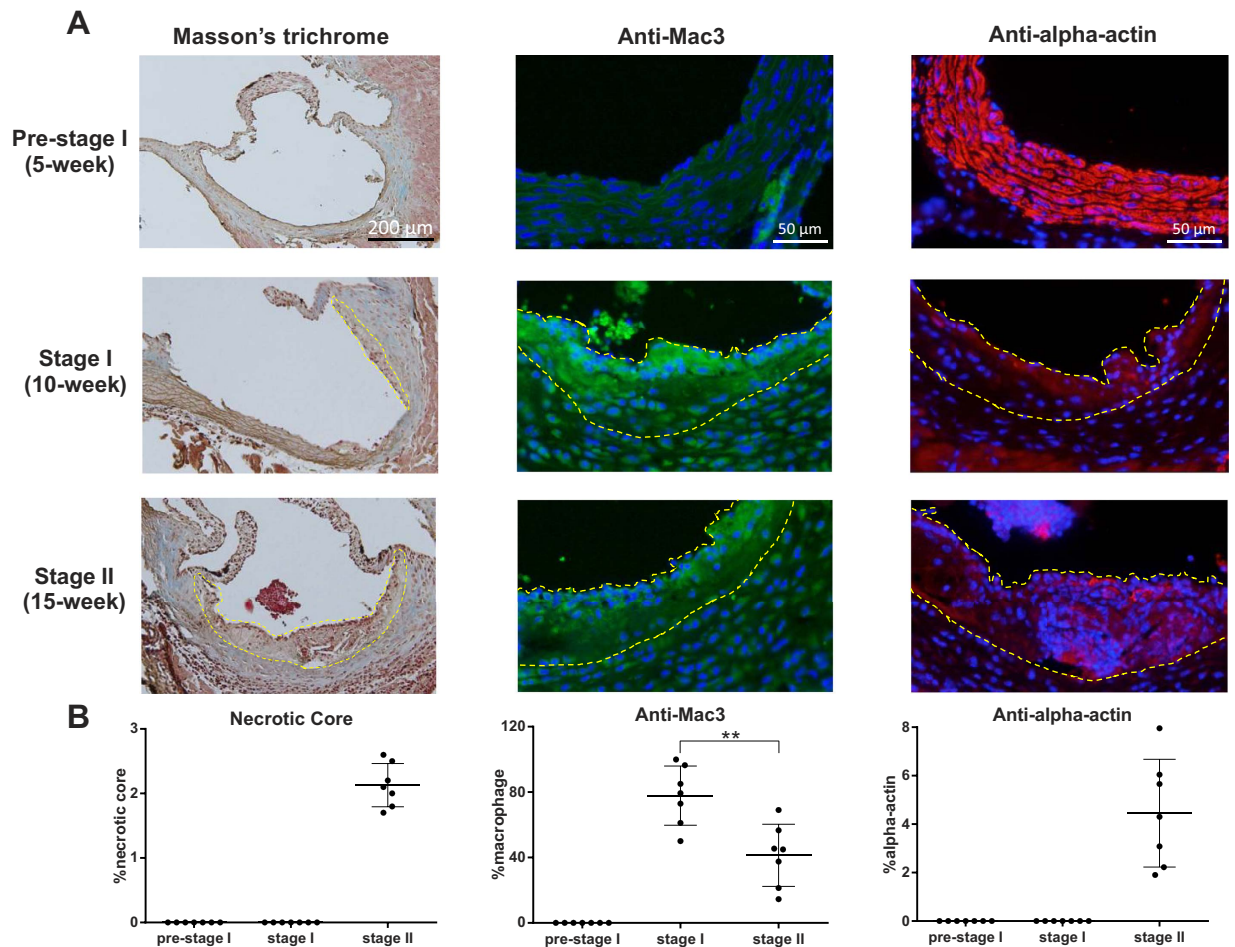 A
Masson's trichrome
Anti-Mac3
Anti-alpha-actin
Pre-stage I
(5-week)
200 µm
50 µm
50 µm
Stage I
(10-week)
Stage II
(15-week)
B
Necrotic Core
%necrotic core
3
2
1
0
pre-stage I
stage I
stage II
Anti-Mac3
%macrophage
120
80
40
0
**
pre-stage I
stage I
stage II
Anti-alpha-actin
%alpha-actin
8
6
4
2
0
pre-stage I
stage I
stage II